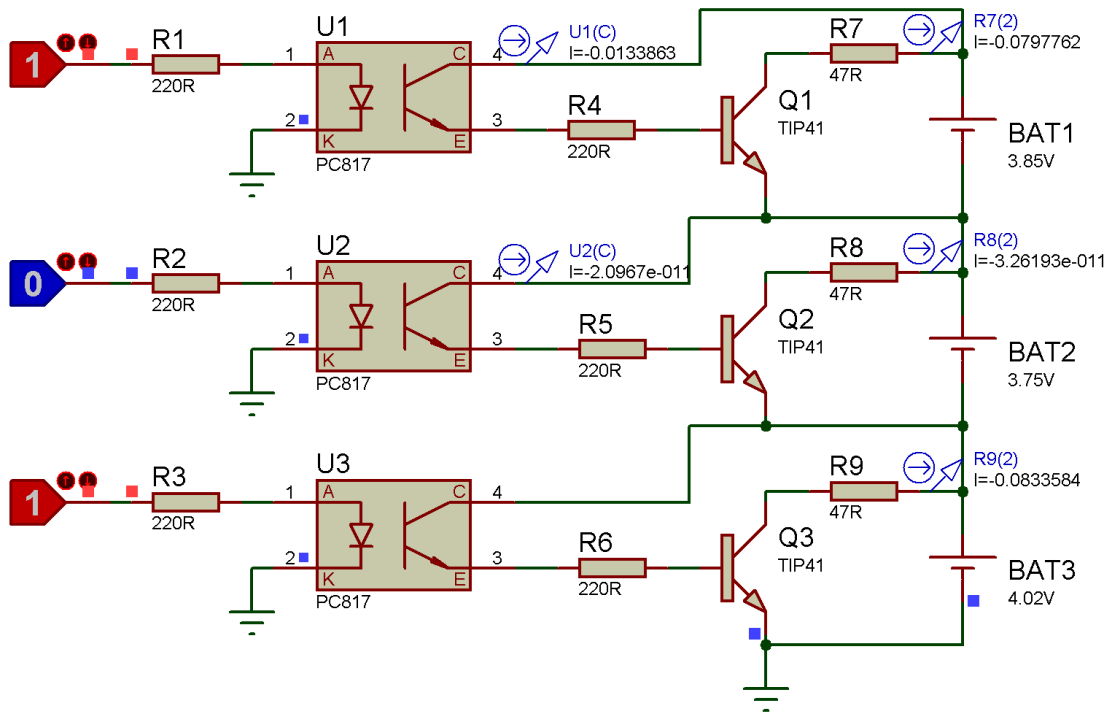 1
R1
220R
U1
1
A
2
K
C
4
E
3
PC817
U1(C)
I=-0.0133863
R4
220R
Q1
TIP41
R7
47R
R7(2)
I=-0.0797762
BAT1
3.85V
0
R2
220R
U2
1
A
2
K
C
4
E
3
PC817
U2(C)
I=-2.0967e-011
R5
220R
Q2
TIP41
R8
47R
R8(2)
I=-3.26193e-011
BAT2
3.75V
1
R3
220R
U3
1
A
2
K
C
4
E
3
PC817
R6
220R
Q3
TIP41
R9
47R
R9(2)
I=-0.0833584
BAT3
4.02V